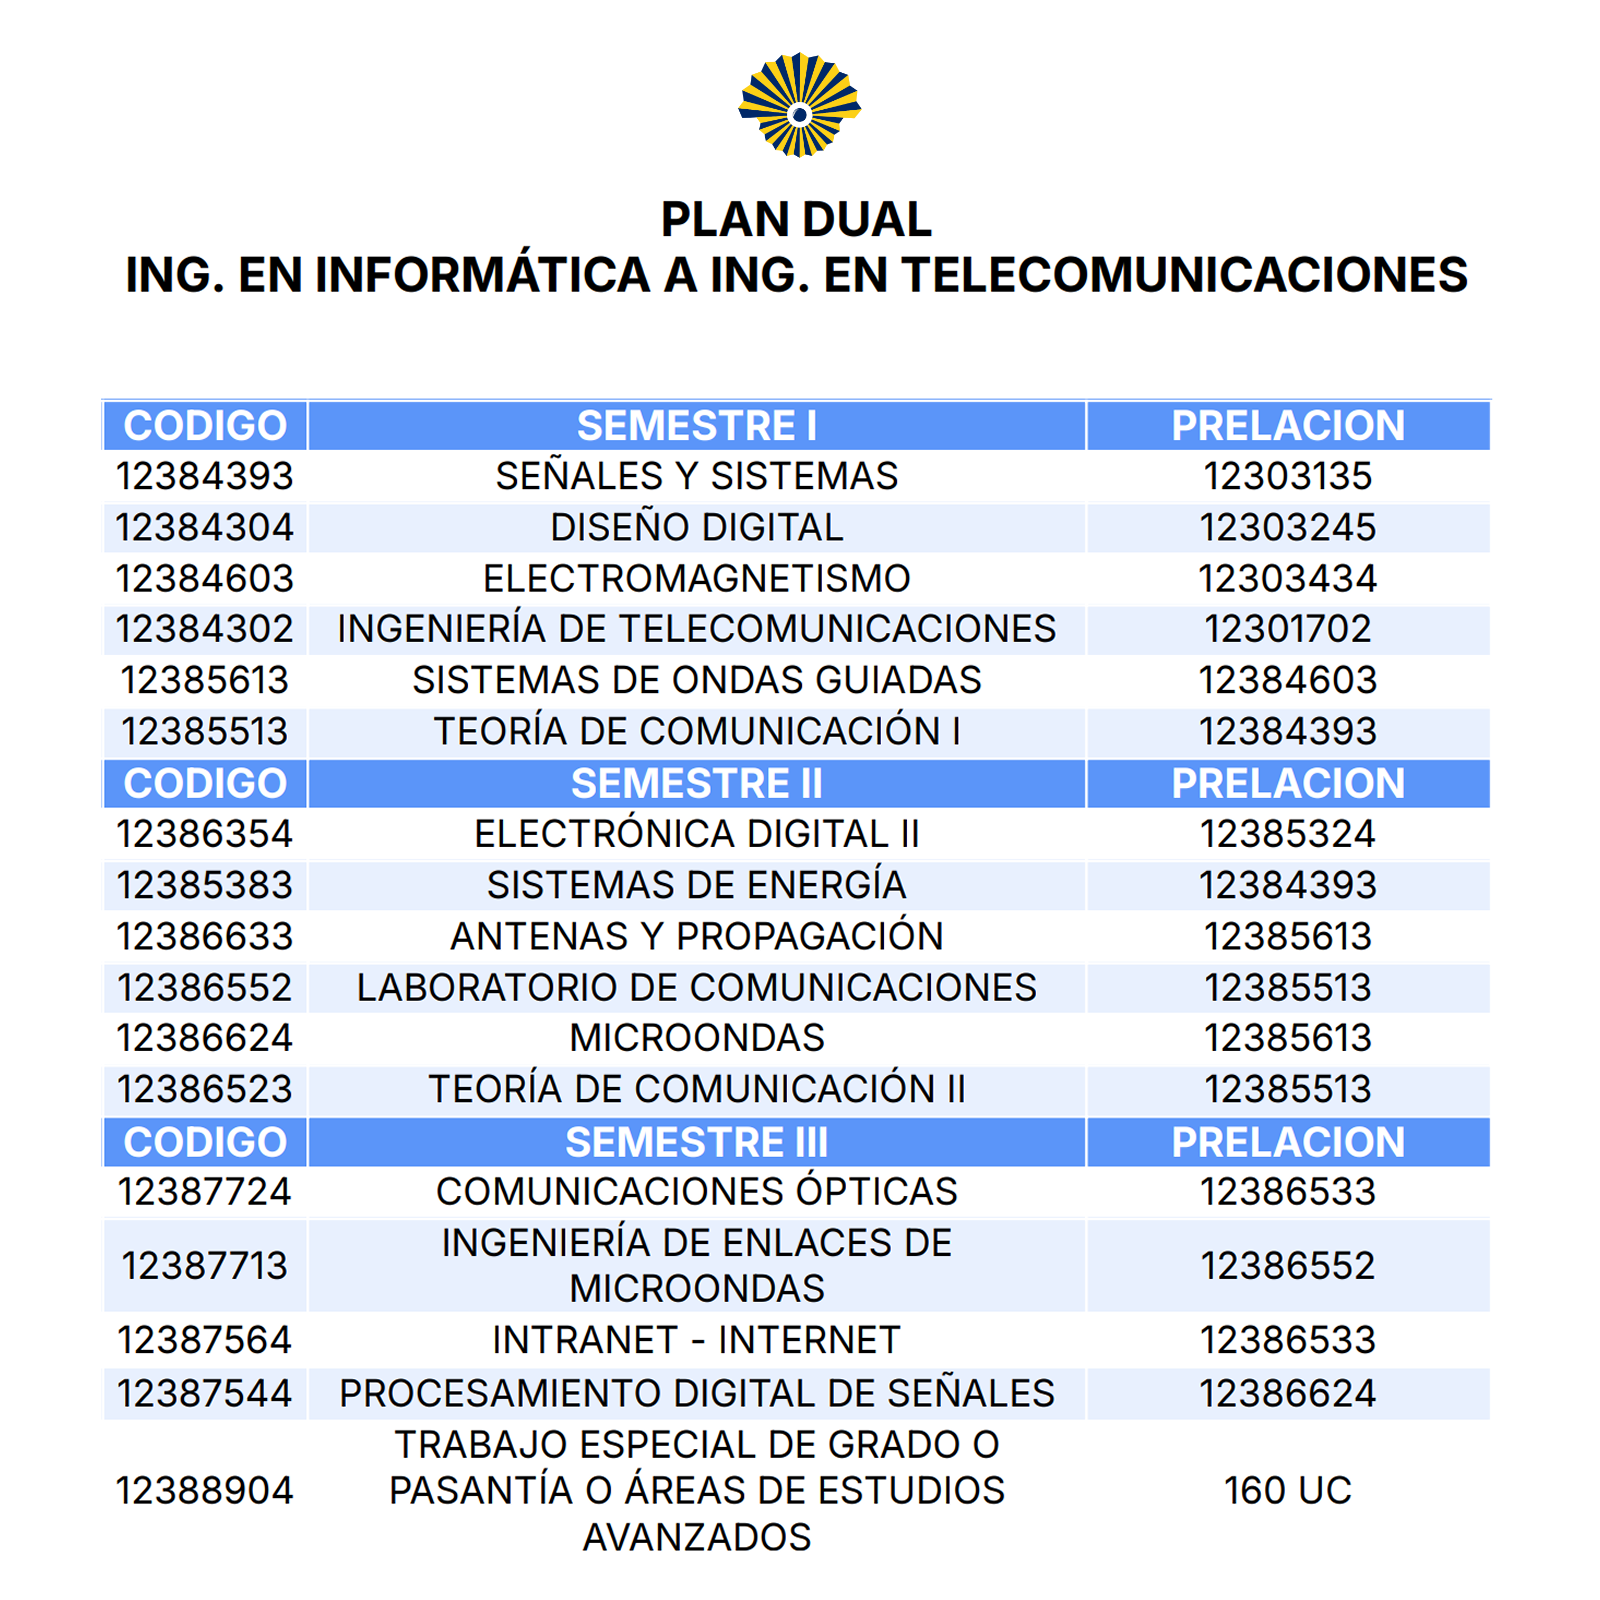 PLAN DUAL
ING. EN INFORMÁTICA A ING. EN TELECOMUNICACIONES
CODIGO SEMESTRE I PRELACION
12384393 SEÑALES Y SISTEMAS 12303135
12384304 DISEÑO DIGITAL 12303245
12384603 ELECTROMAGNETISMO 12303434
12384302 INGENIERÍA DE TELECOMUNICACIONES 12301702
12385613 SISTEMAS DE ONDAS GUIADAS 12384603
12385513 TEORÍA DE COMUNICACIÓN I 12384393
CODIGO SEMESTRE II PRELACION
12386354 ELECTRÓNICA DIGITAL II 12385324
12385383 SISTEMAS DE ENERGÍA 12384393
12386633 ANTENAS Y PROPAGACIÓN 12385613
12386552 LABORATORIO DE COMUNICACIONES 12385513
12386624 MICROONDAS 12385613
12386523 TEORÍA DE COMUNICACIÓN II 12385513
CODIGO SEMESTRE III PRELACION
12387724 COMUNICACIONES ÓPTICAS 12386533
INGENIERÍA DE ENLACES DE
12387713 MICROONDAS 12386552
12387564 INTRANET - INTERNET 12386533
12387544 PROCESAMIENTO DIGITAL DE SEÑALES 12386624
TRABAJO ESPECIAL DE GRADO O
12388904 PASANTÍA O ÁREAS DE ESTUDIOS 160 UC
AVANZADOS